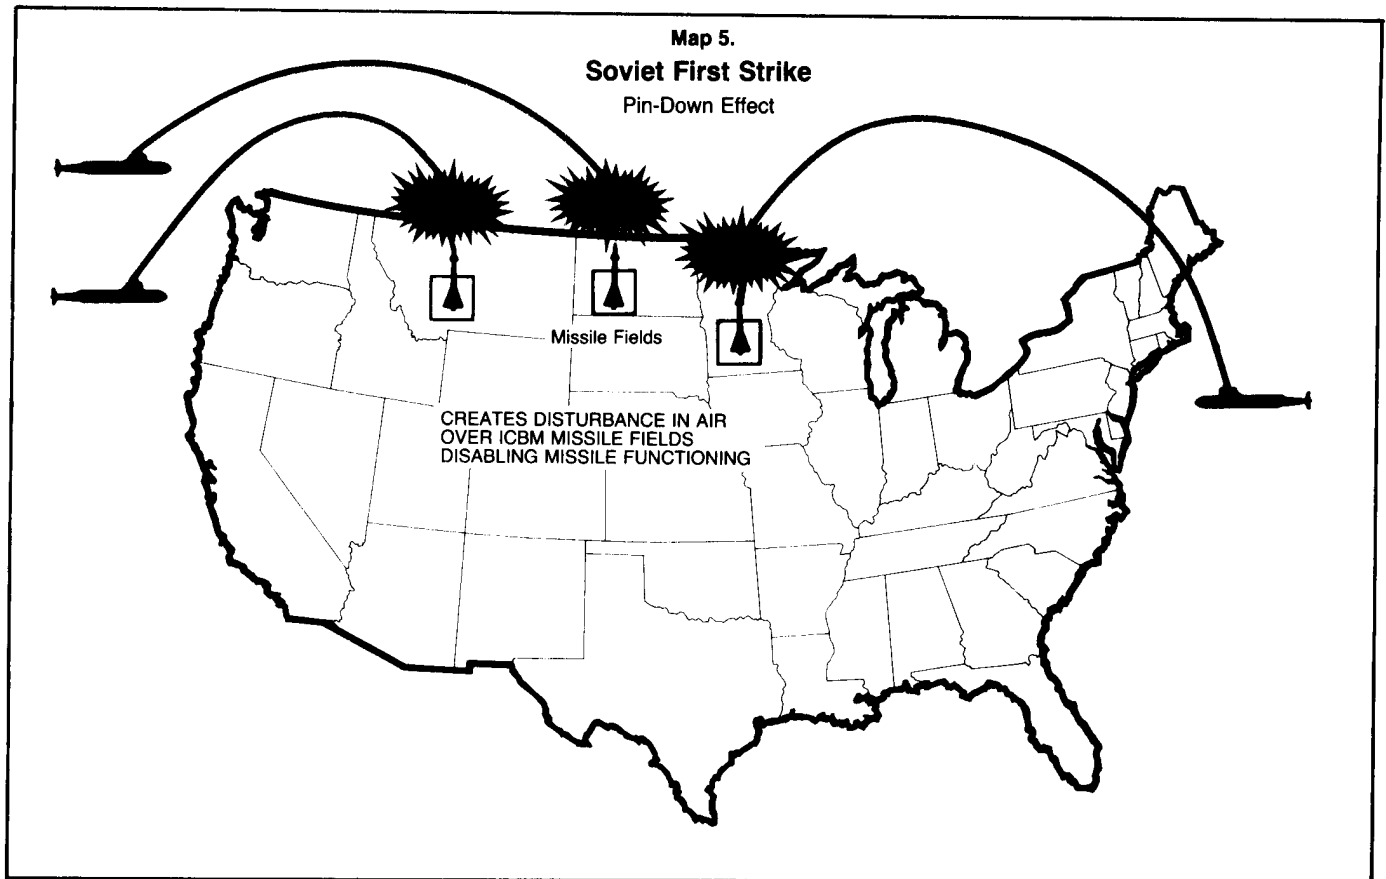 Map 5.
Soviet First Strike
Pin-Down Effect
Missile Fields
CREATES DISTURBANCE IN AIR
OVER ICBM MISSILE FIELDS
DISABLING MISSILE FUNCTIONING